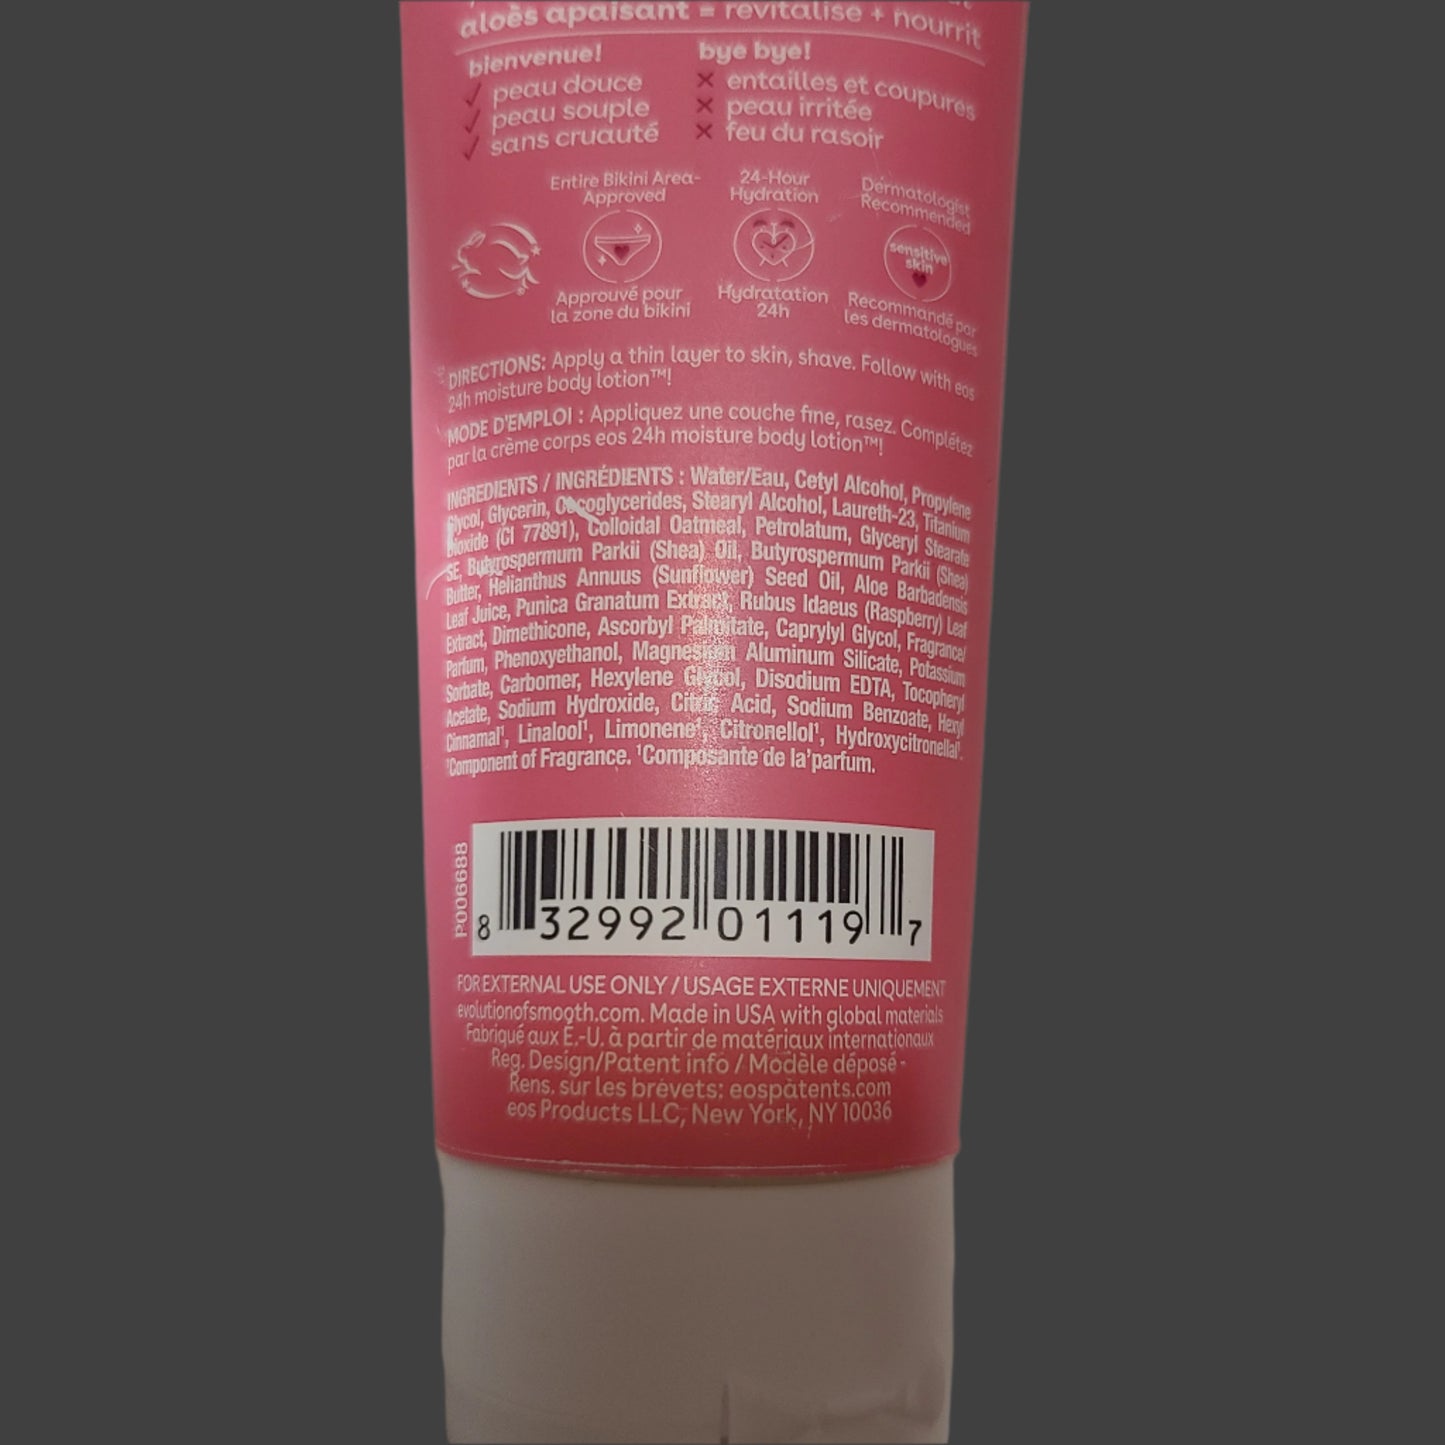 aloès apaisant = revitalise + nourrit
bienvenue!
✓ peau douce
✓ peau souple
✓ sans cruauté
bye bye!
× entailles et coupures
× peau irritée
× feu du rasoir
Entire Bikini Area-
Approved
Approuvé pour
la zone du bikini
24-Hour
Hydration
Hydratation
24h
Dermatologist
Recommended
sensitive
skin
Recommandé par
les dermatologues
DIRECTIONS: Apply a thin layer to skin, shave. Follow with eos
24h moisture body lotion™!
MODE D'EMPLOI : Appliquez une couche fine, rasez. Complétez
par la crème corps eos 24h moisture body lotion™!
INGREDIENTS / INGRÉDIENTS : Water/Eau, Cetyl Alcohol, Propylene
Glycol, Glycerin, Cocoglycerides, Stearyl Alcohol, Laureth-23, Titanium
Dioxide (CI 77891), Colloidal Oatmeal, Petrolatum, Glyceryl Stearate
SE, Butyrospermum Parkii (Shea) Oil, Butyrospermum Parkii (Shea)
Butter, Helianthus Annuus (Sunflower) Seed Oil, Aloe Barbadensis
Leaf Juice, Punica Granatum Extract, Rubus Idaeus (Raspberry) Leaf
Extract, Dimethicone, Ascorbyl Palmitate, Caprylyl Glycol, Fragrance/
Parfum, Phenoxyethanol, Magnesium Aluminum Silicate, Potassium
Sorbate, Carbomer, Hexylene Glycol, Disodium EDTA, Tocopheryl
Acetate, Sodium Hydroxide, Citric Acid, Sodium Benzoate, Hexyl
Cinnamal¹, Linalool¹, Limonene¹, Citronellol¹, Hydroxycitronellal¹.
¹Component of Fragrance. ¹Composante de la'parfum.
P00668B
8 32992 01119 7
FOR EXTERNAL USE ONLY / USAGE EXTERNE UNIQUEMENT
evolutionofsmooth.com. Made in USA with global materials
Fabriqué aux É.-U. à partir de matériaux internationaux
Reg. Design/Patent info / Modèle déposé -
Rens. sur les brevets: eospatents.com
eos Products LLC, New York, NY 10036